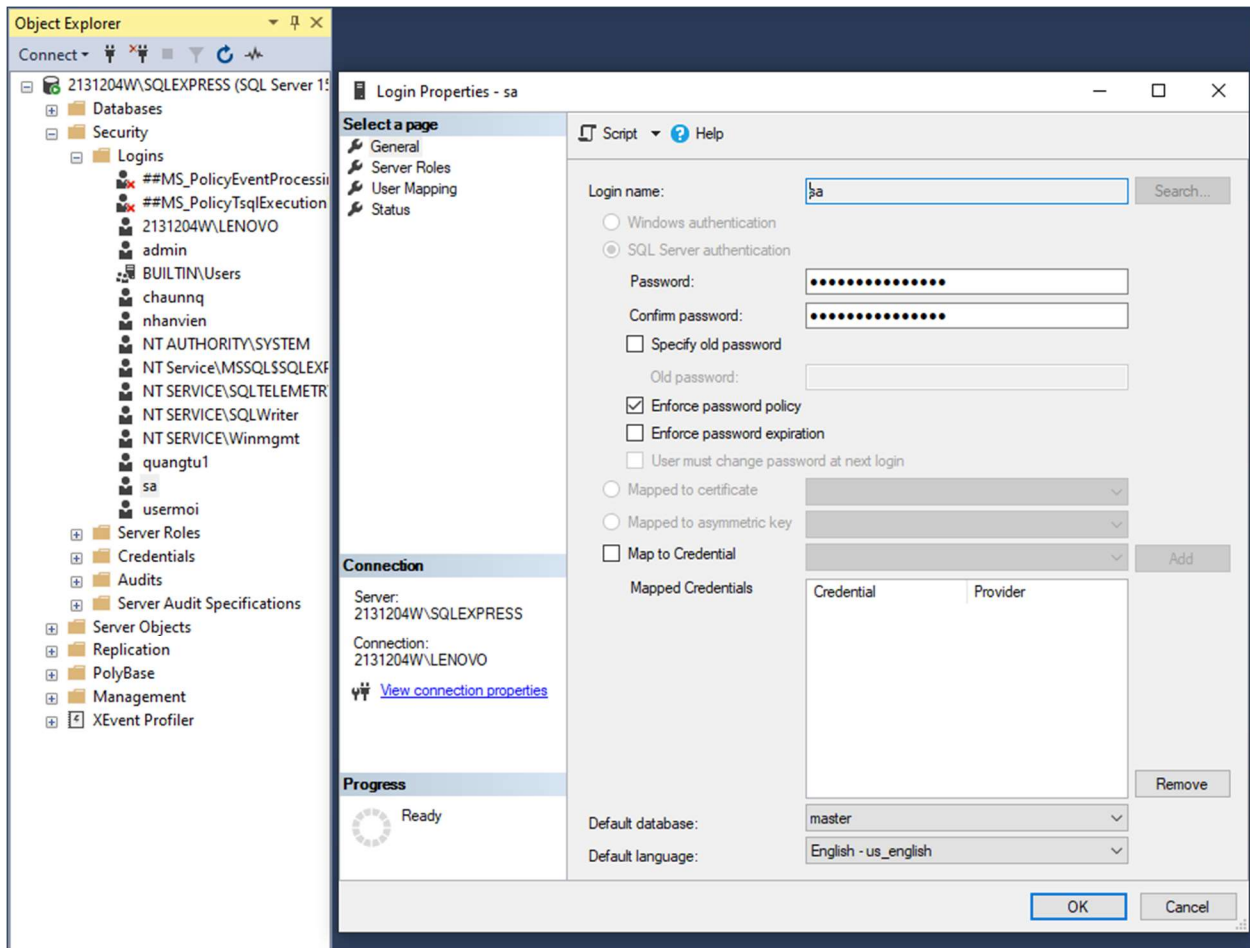 Object Explorer
Connect
2131204W\SQLEXPRESS (SQL Server 15
Databases
Security
Logins
##MS_PolicyEventProcessi
##MS_PolicyTsqlExecution
2131204W\LENOVO
admin
BUILTIN\Users
chaunnq
nhanvien
NT AUTHORITY\SYSTEM
NT Service\MSSQL$SQLEXP
NT SERVICE\SQLTELEMETR
NT SERVICE\SQLWriter
NT SERVICE\Winmgmt
quangtu1
sa
usermoi
Server Roles
Credentials
Audits
Server Audit Specifications
Server Objects
Replication
PolyBase
Management
XEvent Profiler
Login Properties - sa
Select a page
General
Server Roles
User Mapping
Status
Connection
Server:
2131204W\SQLEXPRESS
Connection:
2131204W\LENOVO
View connection properties
Progress
Ready
Script Help
Login name: sa Search...
Windows authentication
SQL Server authentication
Password: ●●●●●●●●●●●●●●●
Confirm password: ●●●●●●●●●●●●●●●
Specify old password
Old password:
Enforce password policy
Enforce password expiration
User must change password at next login
Mapped to certificate
Mapped to asymmetric key
Map to Credential Add
Mapped Credentials Credential Provider
Remove
Default database: master
Default language: English - us_english
OK Cancel